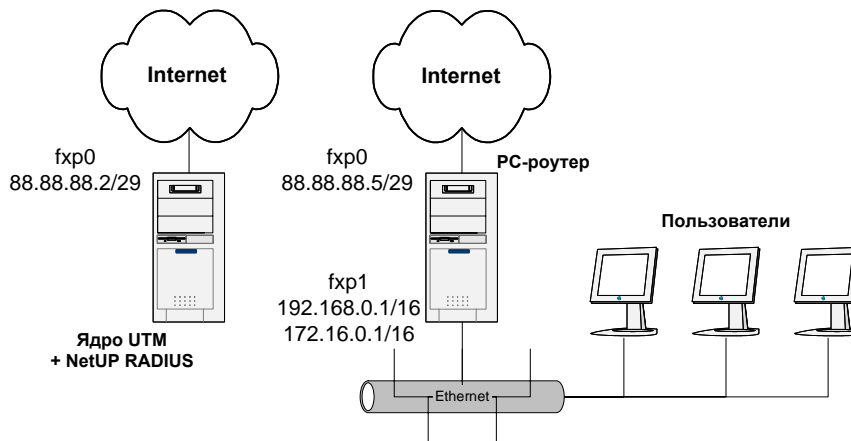 Internet
Internet
fxp0
88.88.88.2/29
fxp0
88.88.88.5/29
PC-роутер
Пользователи
fxp1
192.168.0.1/16
172.16.0.1/16
Ядро UTM
+ NetUP RADIUS
Ethernet